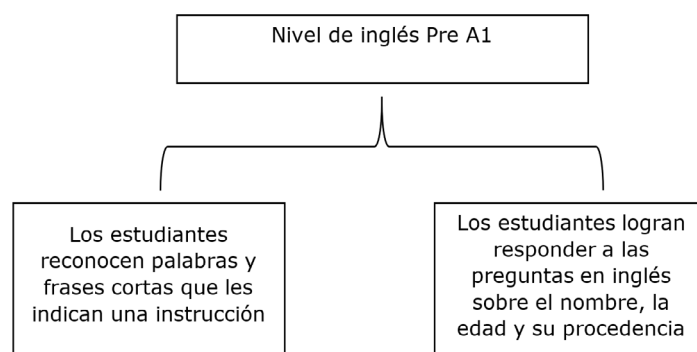 Nivel de inglés Pre A1
Los estudiantes
reconocen palabras y
frases cortas que les
indican una instrucción
Los estudiantes logran
responder a las
preguntas en inglés
sobre el nombre, la
edad y su procedencia